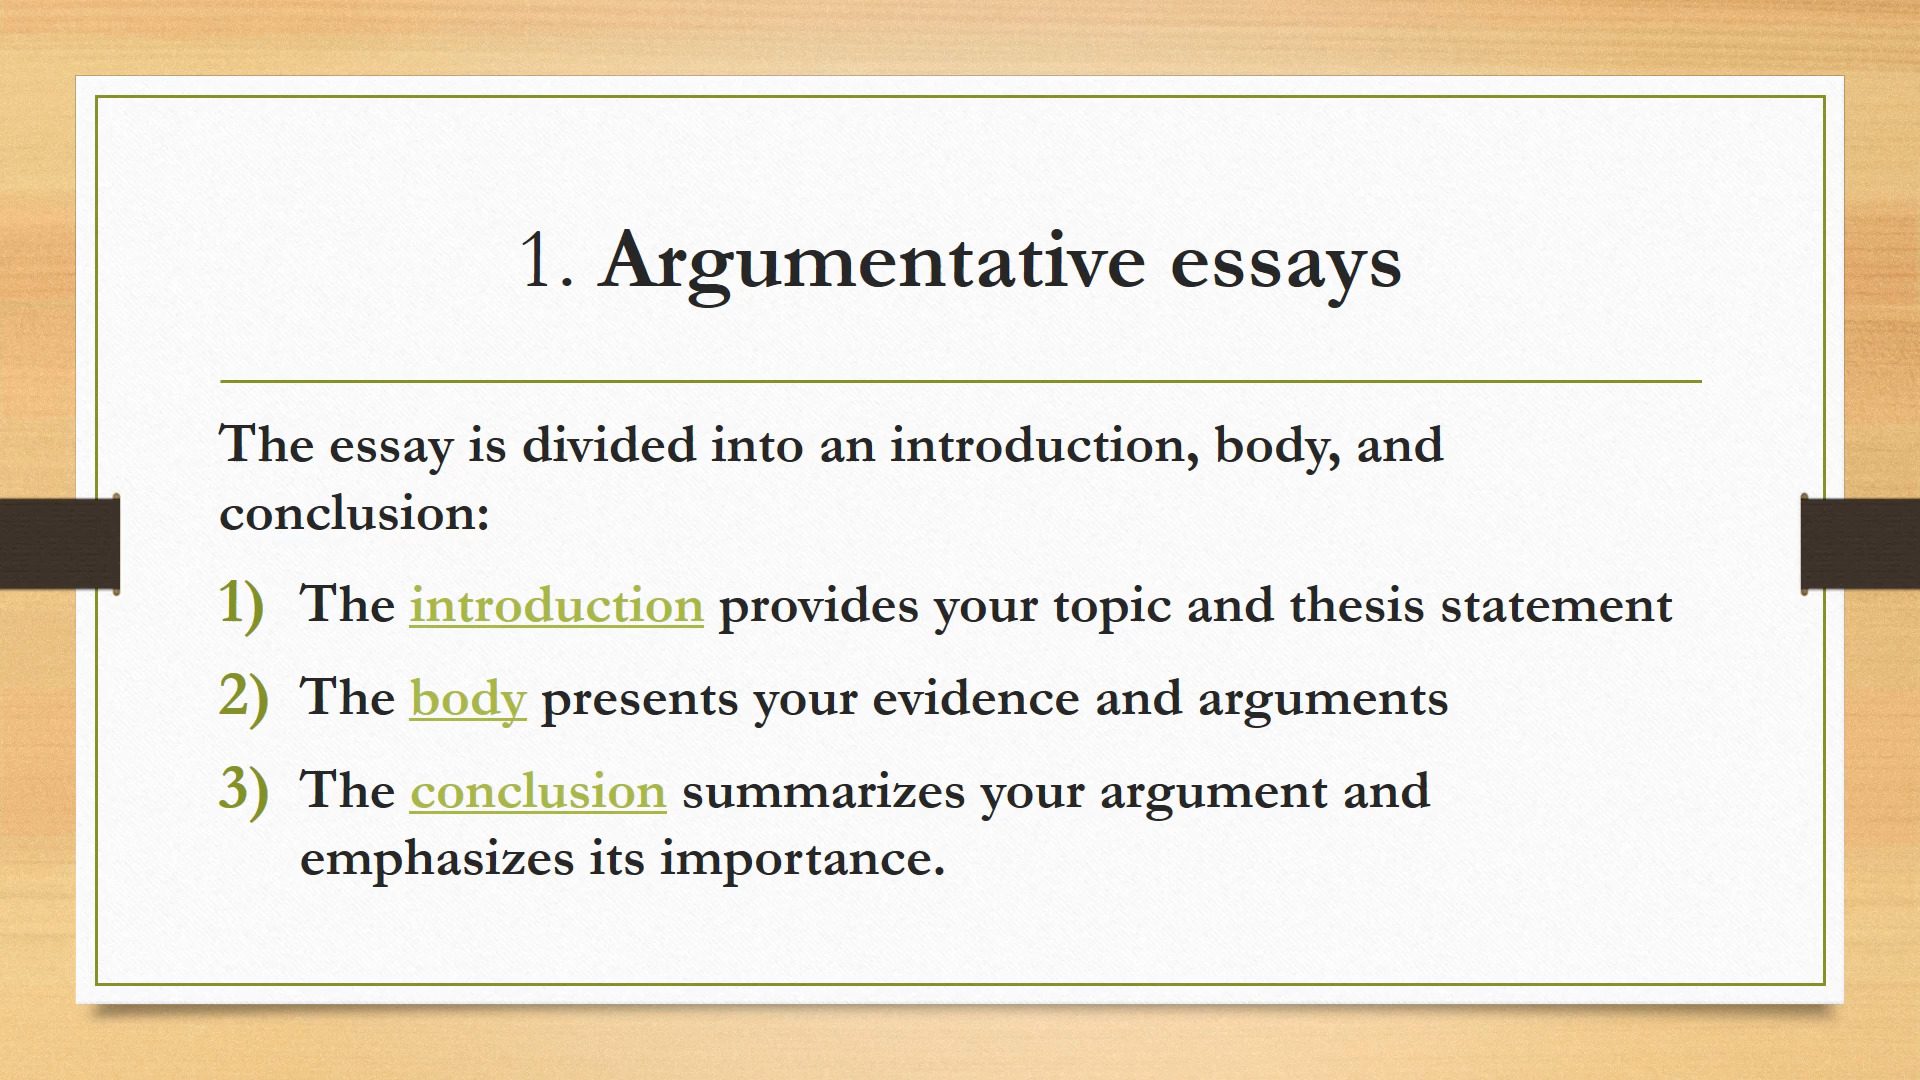 1. Argumentative essays
The essay is divided into an introduction, body, and
conclusion:
1) The introduction provides your topic and thesis statement
2) The body presents your evidence and arguments
3) The conclusion summarizes your argument and
emphasizes its importance.